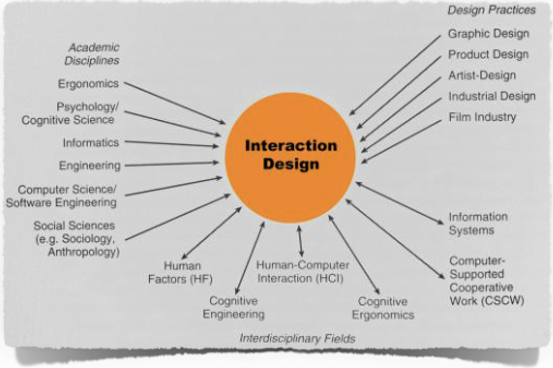 Academic
Disciplines
Ergonomics
Psychology/
Cognitive Science
Informatics
Engineering
Computer Science/
Software Engineering
Social Sciences
(e.g. Sociology,
Anthropology)
Design Practices
Graphic Design
Product Design
Artist-Design
Industrial Design
Film Industry
Interaction
Design
Information
Systems
Computer-
Supported
Cooperative
Work (CSCW)
Human
Factors (HF)
Cognitive
Engineering
Human-Computer
Interaction (HCI)
Cognitive
Ergonomics
Interdisciplinary Fields